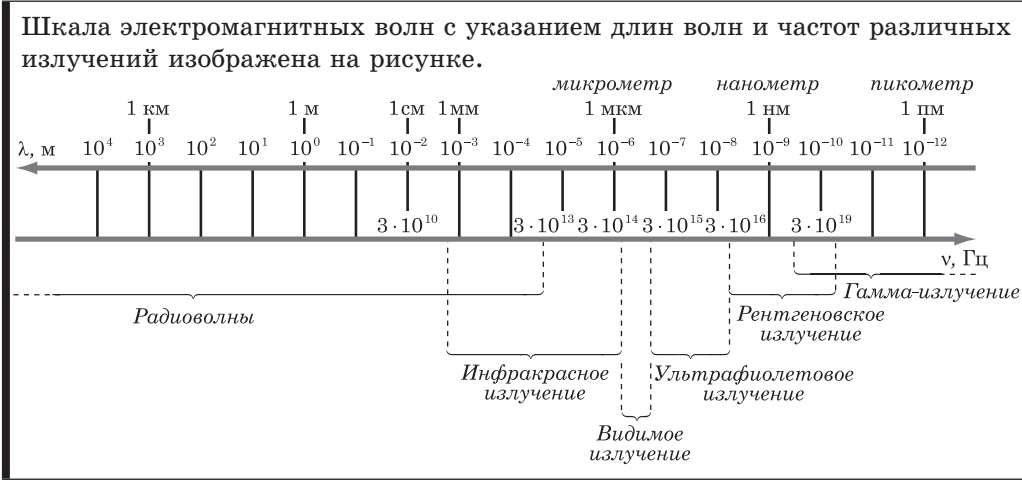 Шкала электромагнитных волн с указанием длин волн и частот различных
излучений изображена на рисунке.
микрометр нанометр пикометр
1 км 1 м 1см 1мм 1 мкм 1 нм 1 пм
λ, м 10⁴ 10³ 10² 10¹ 10⁰ 10⁻¹ 10⁻² 10⁻³ 10⁻⁴ 10⁻⁵ 10⁻⁶ 10⁻⁷ 10⁻⁸ 10⁻⁹ 10⁻¹⁰ 10⁻¹¹ 10⁻¹²
3·10¹⁰ 3·10¹³ 3·10¹⁴ 3·10¹⁵ 3·10¹⁶ 3·10¹⁹
ν, Гц
Гамма-излучение
Радиоволны
Рентгеновское
излучение
Инфракрасное
излучение
Ультрафиолетовое
излучение
Видимое
излучение